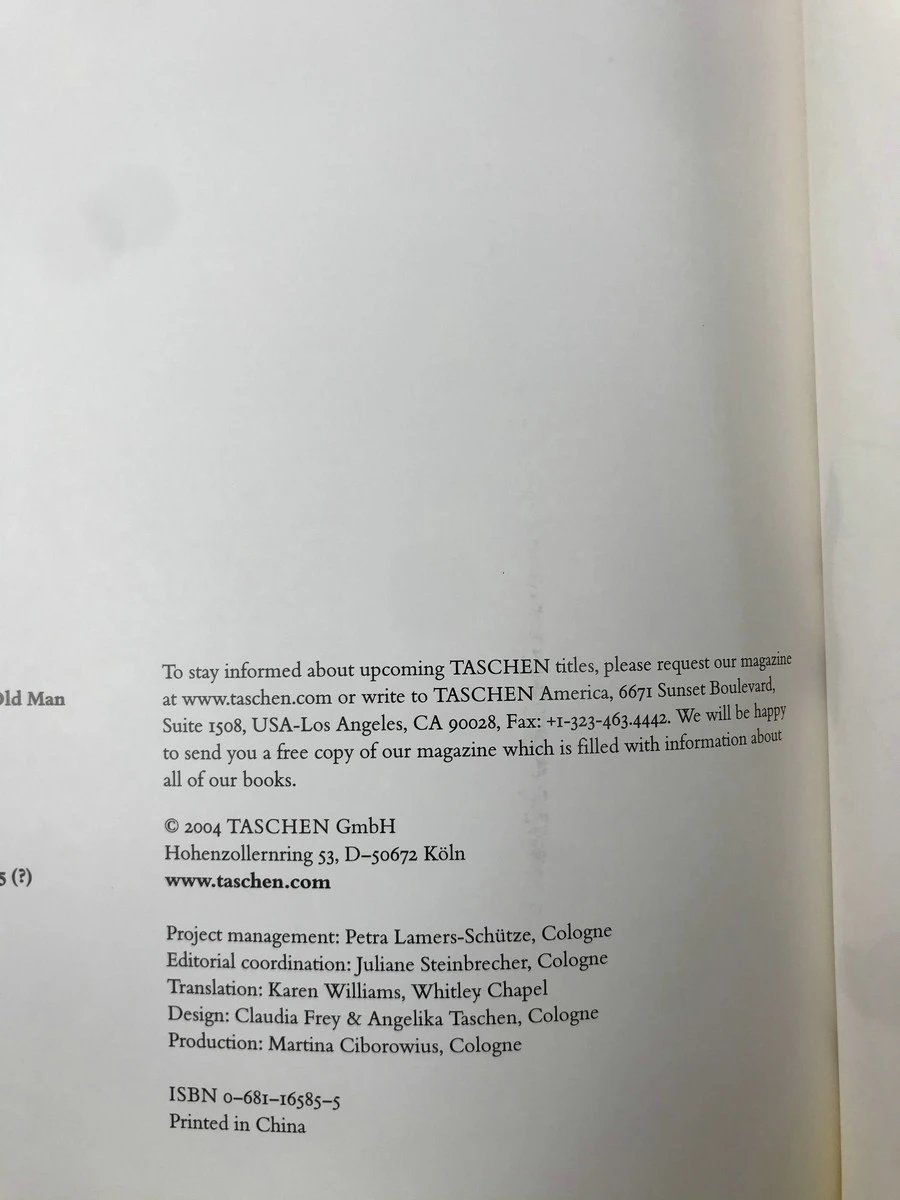 Old Man
5 (?)
To stay informed about upcoming TASCHEN titles, please request our magazine
at www.taschen.com or write to TASCHEN America, 6671 Sunset Boulevard,
Suite 1508, USA-Los Angeles, CA 90028, Fax: +1-323-463.4442. We will be happy
to send you a free copy of our magazine which is filled with information about
all of our books.
© 2004 TASCHEN GmbH
Hohenzollernring 53, D–50672 Köln
www.taschen.com
Project management: Petra Lamers-Schütze, Cologne
Editorial coordination: Juliane Steinbrecher, Cologne
Translation: Karen Williams, Whitley Chapel
Design: Claudia Frey & Angelika Taschen, Cologne
Production: Martina Ciborowius, Cologne
ISBN 0–681–16585–5
Printed in China